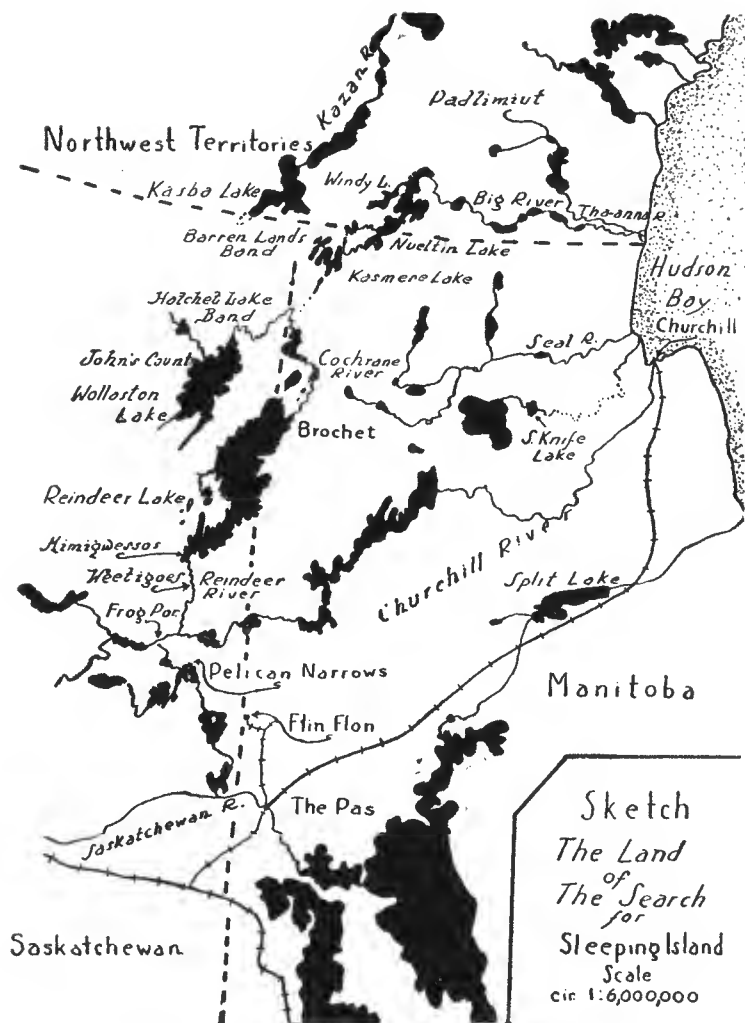 Kazan R.
Padlimiut
Northwest Territories
Kasba Lake
Windy L.
Big River
Tha-anna R.
Barren Lands
Band
Nueltin Lake
Hudson
Bay
Kasmere Lake
Hatchet Lake
Band
Churchill
Seal R.
John's Count
Cochrane
River
Wollaston
Lake
Brochet
S. Knife
Lake
Reindeer Lake
Mimigwessos
Churchill River
Weetigoes
Reindeer
River
Split Lake
Frog Por.
Pelican Narrows
Manitoba
Flin Flon
Saskatchewan R.
The Pas
Saskatchewan
Sketch
The Land
of
The Search
for
Sleeping Island
Scale
cir. 1:6,000,000